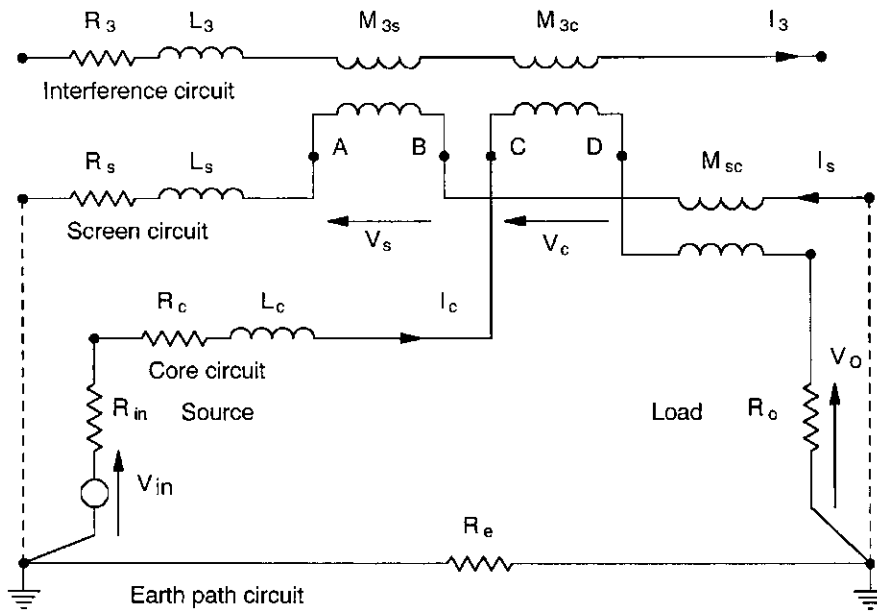 R3 L3 M3s M3c I3
Interference circuit
A B C D
Rs Ls Msc Is
Screen circuit
Vs Vc
Rc Lc Ic
Core circuit
Vo
Rin Source Load Ro
Vin
Re
Earth path circuit